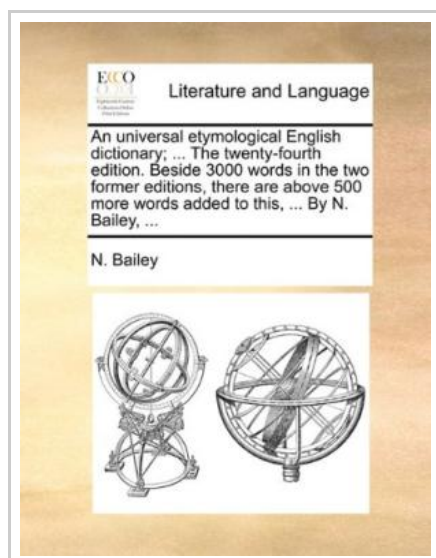 ECCO
Literature and Language
An universal etymological English
dictionary; ... The twenty-fourth
edition. Beside 3000 words in the two
former editions, there are above 500
more words added to this, ... By N.
Bailey, ...
N. Bailey